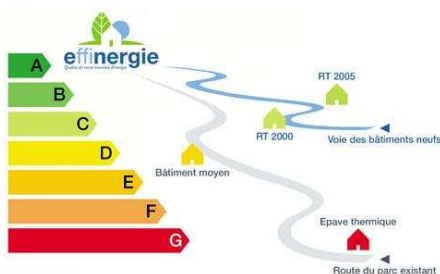 effinergie
A
B
C
D
E
F
G
RT 2005
RT 2000
Voie des bâtiments neufs
Bâtiment moyen
Epave thermique
Route du parc existant